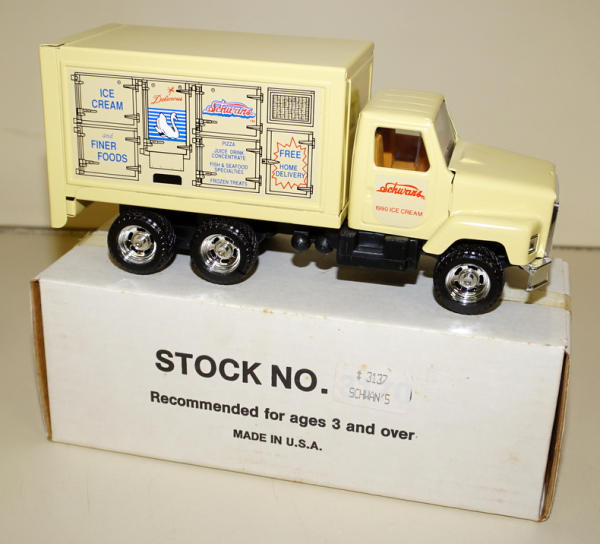 ICE
CREAM
and
FINER
FOODS
Delicious
Schwan's
PIZZA
JUICE DRINK
CONCENTRATE
FISH & SEAFOOD
SPECIALTIES
FROZEN TREATS
FREE
HOME
DELIVERY
Schwans
1990 ICE CREAM
STOCK NO.
# 3137
SCHWAN'S
Recommended for ages 3 and over
MADE IN U.S.A.